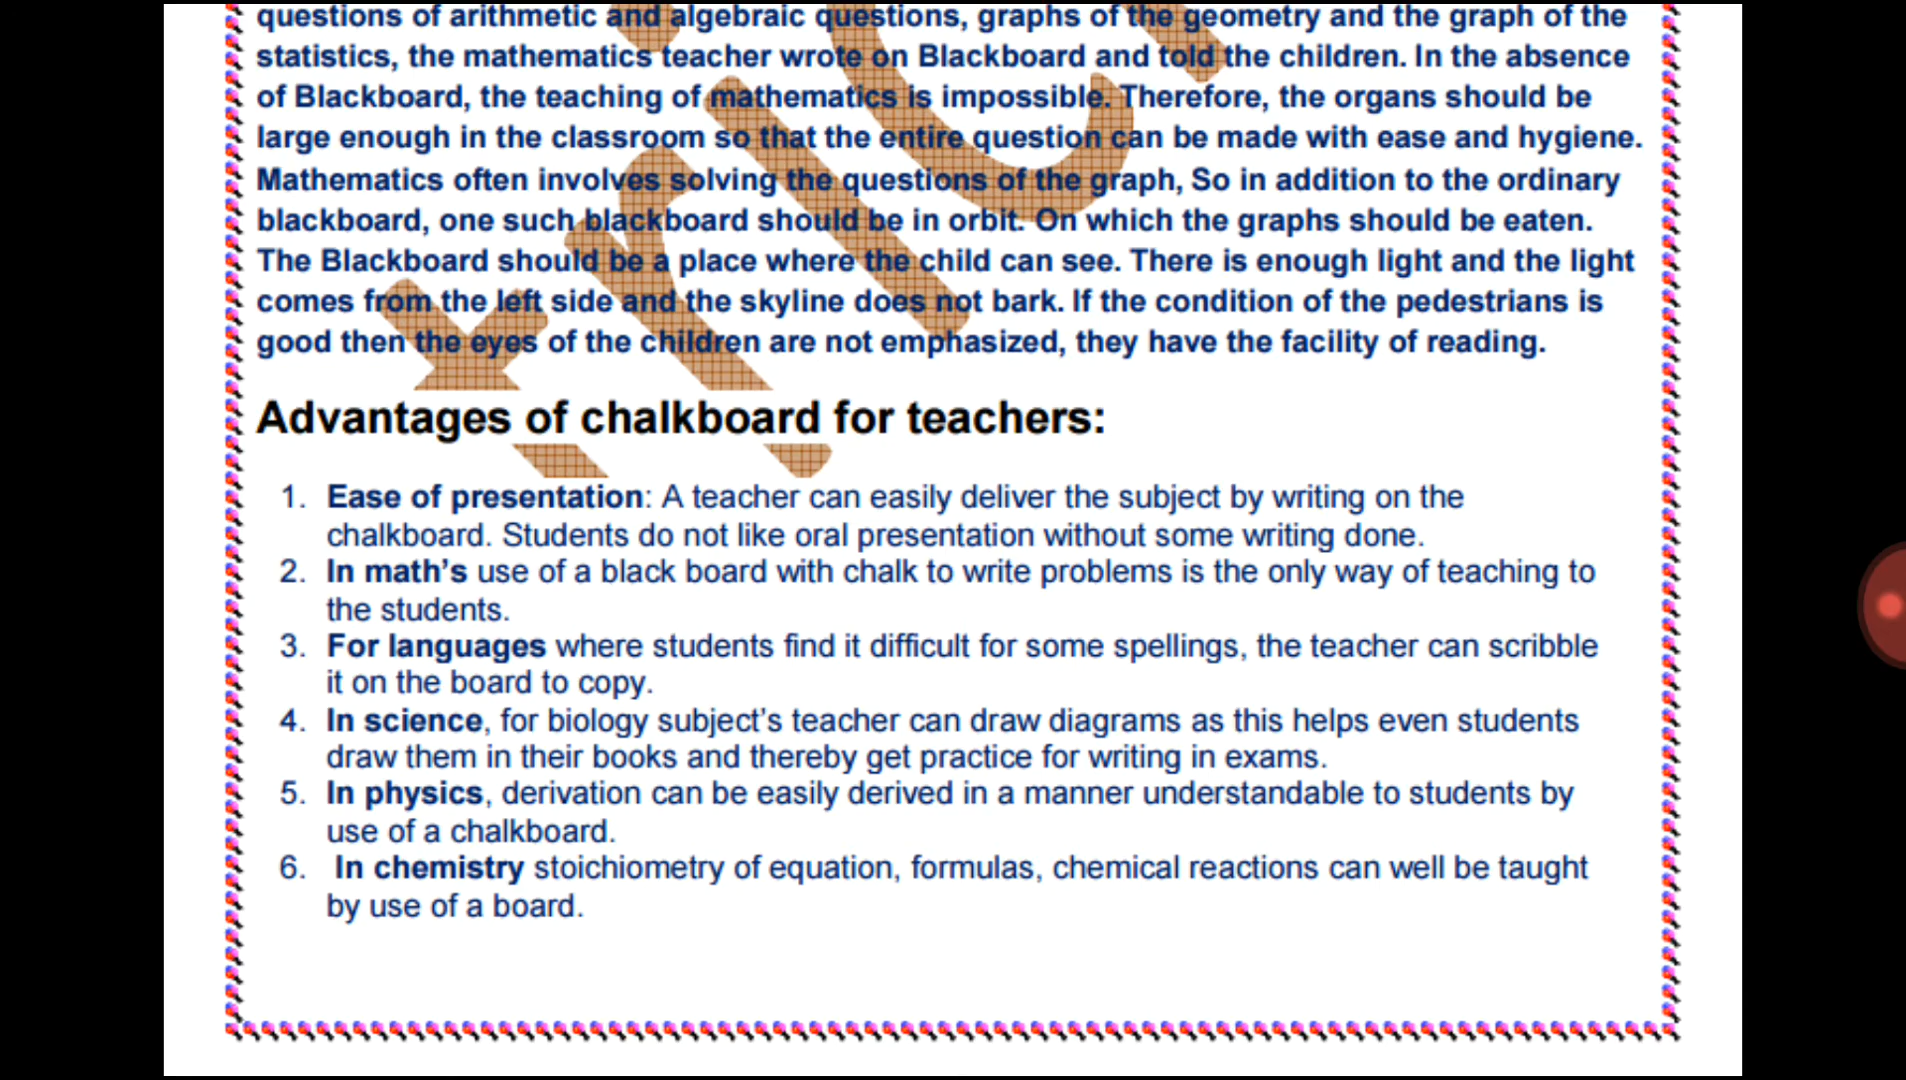 questions of arithmetic and algebraic questions, graphs of the geometry and the graph of the
statistics, the mathematics teacher wrote on Blackboard and told the children. In the absence
of Blackboard, the teaching of mathematics is impossible. Therefore, the organs should be
large enough in the classroom so that the entire question can be made with ease and hygiene.
Mathematics often involves solving the questions of the graph, So in addition to the ordinary
blackboard, one such blackboard should be in orbit. On which the graphs should be eaten.
The Blackboard should be a place where the child can see. There is enough light and the light
comes from the left side and the skyline does not bark. If the condition of the pedestrians is
good then the eyes of the children are not emphasized, they have the facility of reading.
Advantages of chalkboard for teachers:
1. Ease of presentation: A teacher can easily deliver the subject by writing on the
chalkboard. Students do not like oral presentation without some writing done.
2. In math’s use of a black board with chalk to write problems is the only way of teaching to
the students.
3. For languages where students find it difficult for some spellings, the teacher can scribble
it on the board to copy.
4. In science, for biology subject’s teacher can draw diagrams as this helps even students
draw them in their books and thereby get practice for writing in exams.
5. In physics, derivation can be easily derived in a manner understandable to students by
use of a chalkboard.
6. In chemistry stoichiometry of equation, formulas, chemical reactions can well be taught
by use of a board.